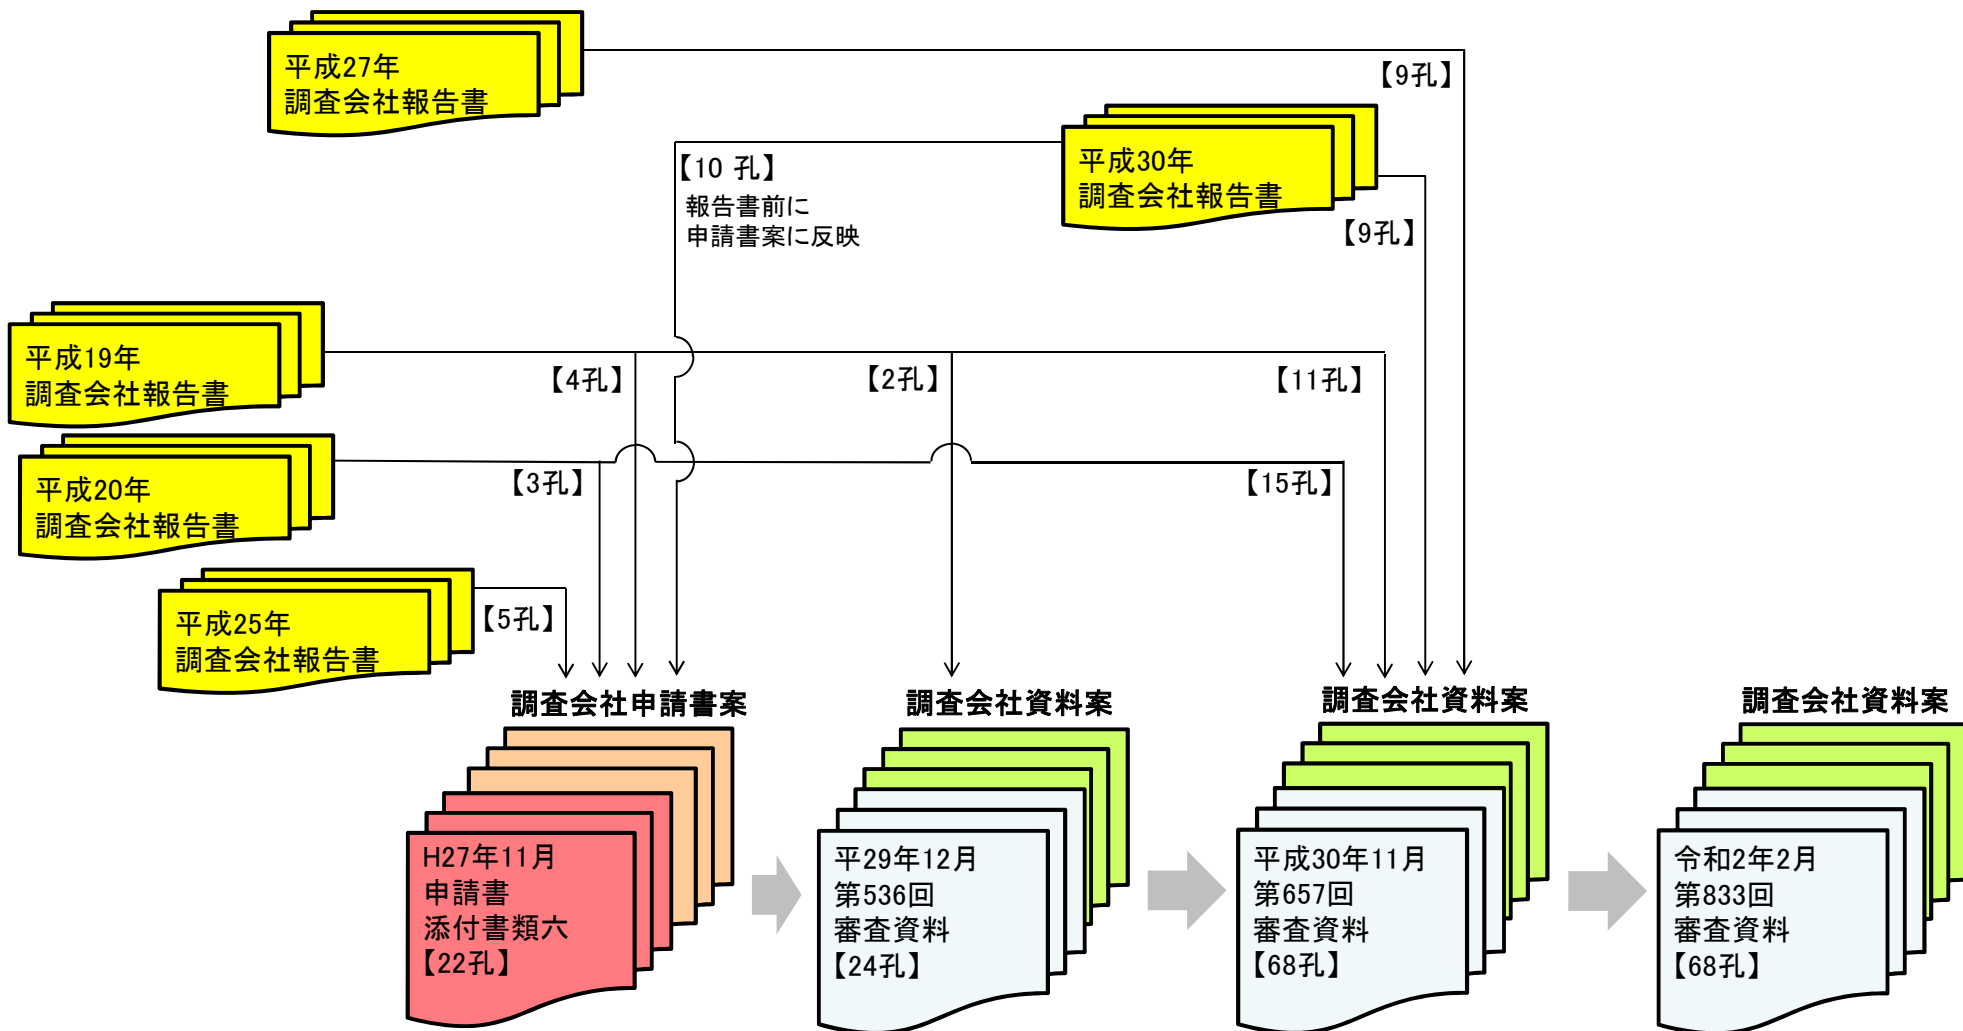 平成27年
調査会社報告書
【9孔】
平成30年
調査会社報告書
【9孔】
【10 孔】
報告書前に
申請書案に反映
平成19年
調査会社報告書
【4孔】
【2孔】
【11孔】
平成20年
調査会社報告書
【3孔】
【15孔】
平成25年
調査会社報告書
【5孔】
調査会社申請書案
H27年11月
申請書
添付書類六
【22孔】
調査会社資料案
平29年12月
第536回
審査資料
【24孔】
調査会社資料案
平成30年11月
第657回
審査資料
【68孔】
調査会社資料案
令和2年2月
第833回
審査資料
【68孔】